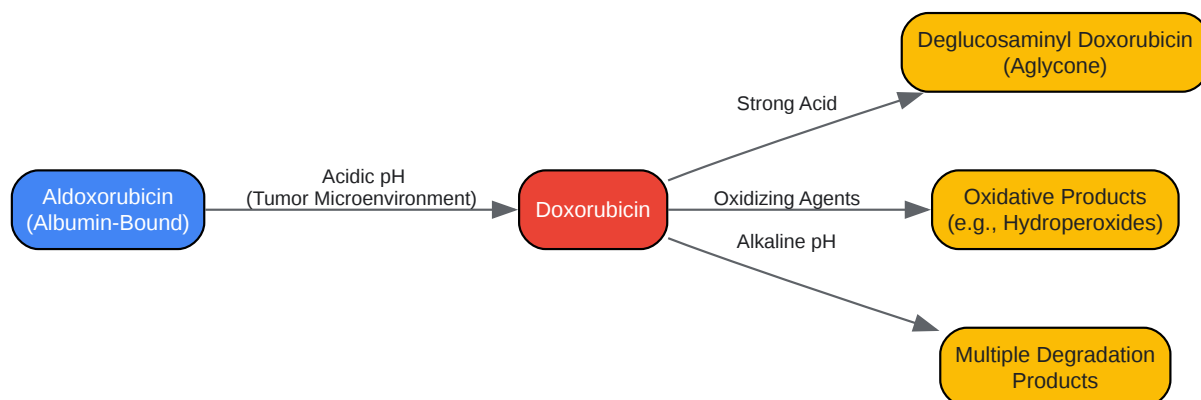 Deglucosaminyl Doxorubicin
(Aglycone)
Strong Acid
Aldoxorubicin
(Albumin-Bound)
Acidic pH
(Tumor Microenvironment)
Doxorubicin
Oxidizing Agents
Oxidative Products
(e.g., Hydroperoxides)
Alkaline pH
Multiple Degradation
Products